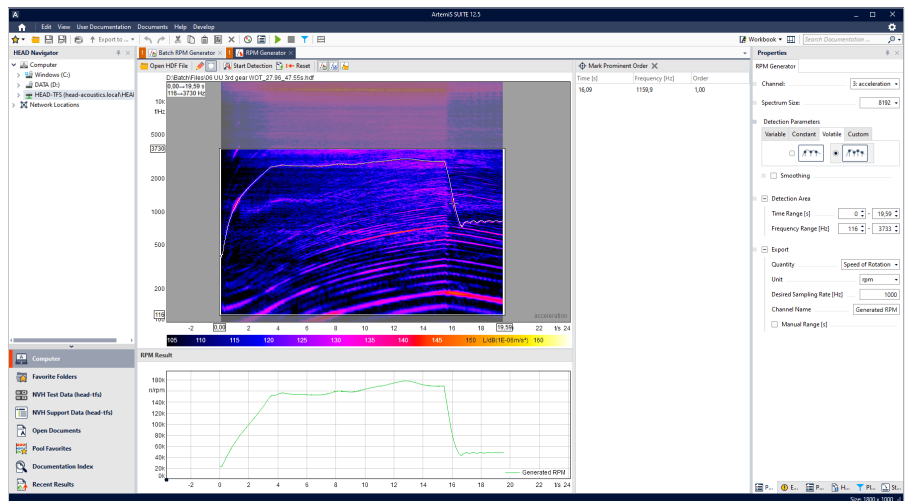 ArtemiS SUITE 12.5
Edit View User Documentation Documents Help Develop
Export to ...
Workbook
Search Documentation ...
HEAD Navigator
Computer
Windows (C:)
DATA (D:)
HEAD-TFS (head-acoustics.local\HEAI
Network Locations
Computer
Favorite Folders
NVH Test Data (head-tfs)
NVH Support Data (head-tfs)
Open Documents
Pool Favorites
Documentation Index
Recent Results
Batch RPM Generator
RPM Generator
Open HDF File
Start Detection
Reset
D:\Batch\Files\06 UU 3rd gear WOT_27.96_47.55s.hdf
0,00↔19,59 s
116↔3730 Hz
10k
f/Hz
5000
3730
2000
1000
500
200
116
100
acceleration
-2 0,00 2 4 6 8 10 12 14 16 18 19,59 22 t/s 24
105 110 115 120 125 130 135 140 145 150 L/dB(1E-06m/s²) 160
RPM Result
180k
n/rpm
140k
120k
100k
80k
60k
40k
20k
0k
Generated RPM
-2 0 2 4 6 8 10 12 14 16 18 20 22 t/s 24
Mark Prominent Order
Time [s] Frequency [Hz] Order
16,09 1159,9 1,00
Properties
RPM Generator
Channel: 3: acceleration
Spectrum Size: 8192
Detection Parameters
Variable Constant Volatile Custom
Smoothing
Detection Area
Time Range [s] 0 - 19,59
Frequency Range [Hz] 116 - 3733
Export
Quantity Speed of Rotation
Unit rpm
Desired Sampling Rate [Hz] 1000
Channel Name Generated RPM
Manual Range [s]
P... E... P... H... Pl... St...
Size: 1800 x 1000